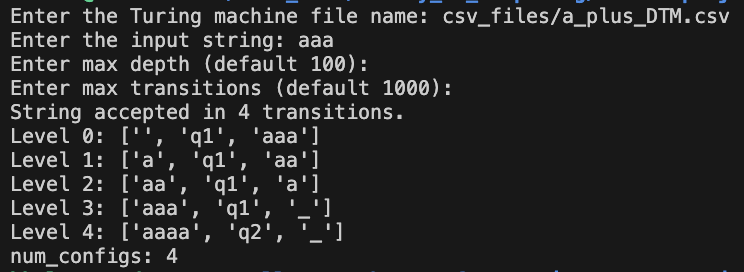 Enter the Turing machine file name: csv_files/a_plus_DTM.csv
Enter the input string: aaa
Enter max depth (default 100):
Enter max transitions (default 1000):
String accepted in 4 transitions.
Level 0: ['', 'q1', 'aaa']
Level 1: ['a', 'q1', 'aa']
Level 2: ['aa', 'q1', 'a']
Level 3: ['aaa', 'q1', '_']
Level 4: ['aaaa', 'q2', '_']
num_configs: 4